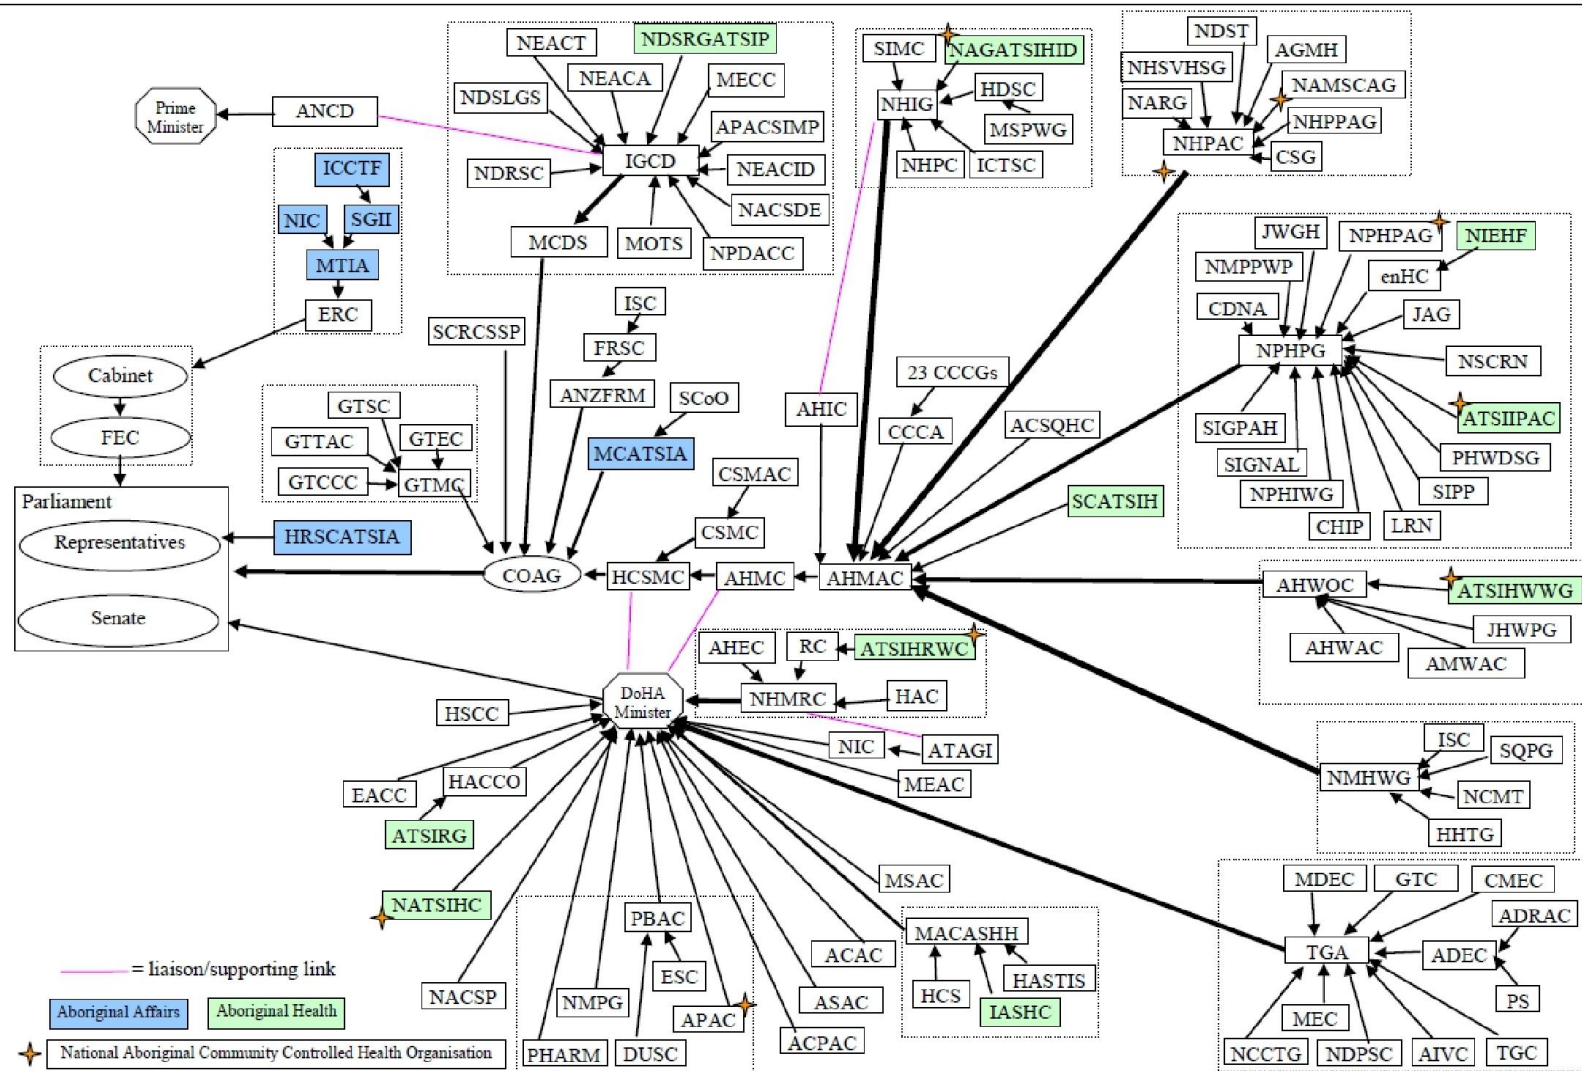 NEACT
NDSRGATSIP
NEACA
MECC
NDSLGS
APACSIMP
IGCD
NDRSC
NEACID
NACSDE
MCDS
MOTS
NPDACC
SIMC
NAGATSIHID
NHIG
HDSC
MSPWG
NHPC
ICTSC
NDST
AGMH
NHSVHSG
NAMSCAG
NARG
NHPPAG
NHPAC
CSG
Prime
Minister
ANCD
ICCTF
NIC
SGII
MTIA
ERC
Cabinet
FEC
Parliament
Representatives
Senate
HRSCATSIA
GTSC
GTTAC
GTEC
GTCCC
GTMC
SCRCSSP
ISC
FRSC
ANZFRM
SCoO
MCATSIA
CSMAC
CSMC
COAG
HCSMC
AHMC
AHMAC
AHIC
23 CCCGs
CCCA
ACSQHC
SCATSIH
JWGH
NPHPAG
NIEHF
NMPPWP
enHC
CDNA
JAG
NPHPG
NSCRN
ATSIIPAC
SIGPAH
PHWDSG
SIGNAL
SIPP
NPHIWG
CHIP
LRN
AHWOC
ATSIHWWG
JHWPG
AHWAC
AMWAC
AHEC
RC
ATSIHRWC
NHMRC
HAC
DoHA
Minister
HSCC
NIC
ATAGI
MEAC
EACC
HACCO
ATSIRG
NATSIHC
NACSP
PHARM
NMPG
PBAC
ESC
DUSC
APAC
ACPAC
ASAC
ACAC
MSAC
MACASHH
HCS
HASTIS
IASHC
ISC
SQPG
NMHWG
NCMT
HHTG
MDEC
GTC
CMEC
ADRAC
TGA
ADEC
PS
MEC
NCCTG
NDPSC
AIVC
TGC
= liaison/supporting link
Aboriginal Affairs
Aboriginal Health
National Aboriginal Community Controlled Health Organisation